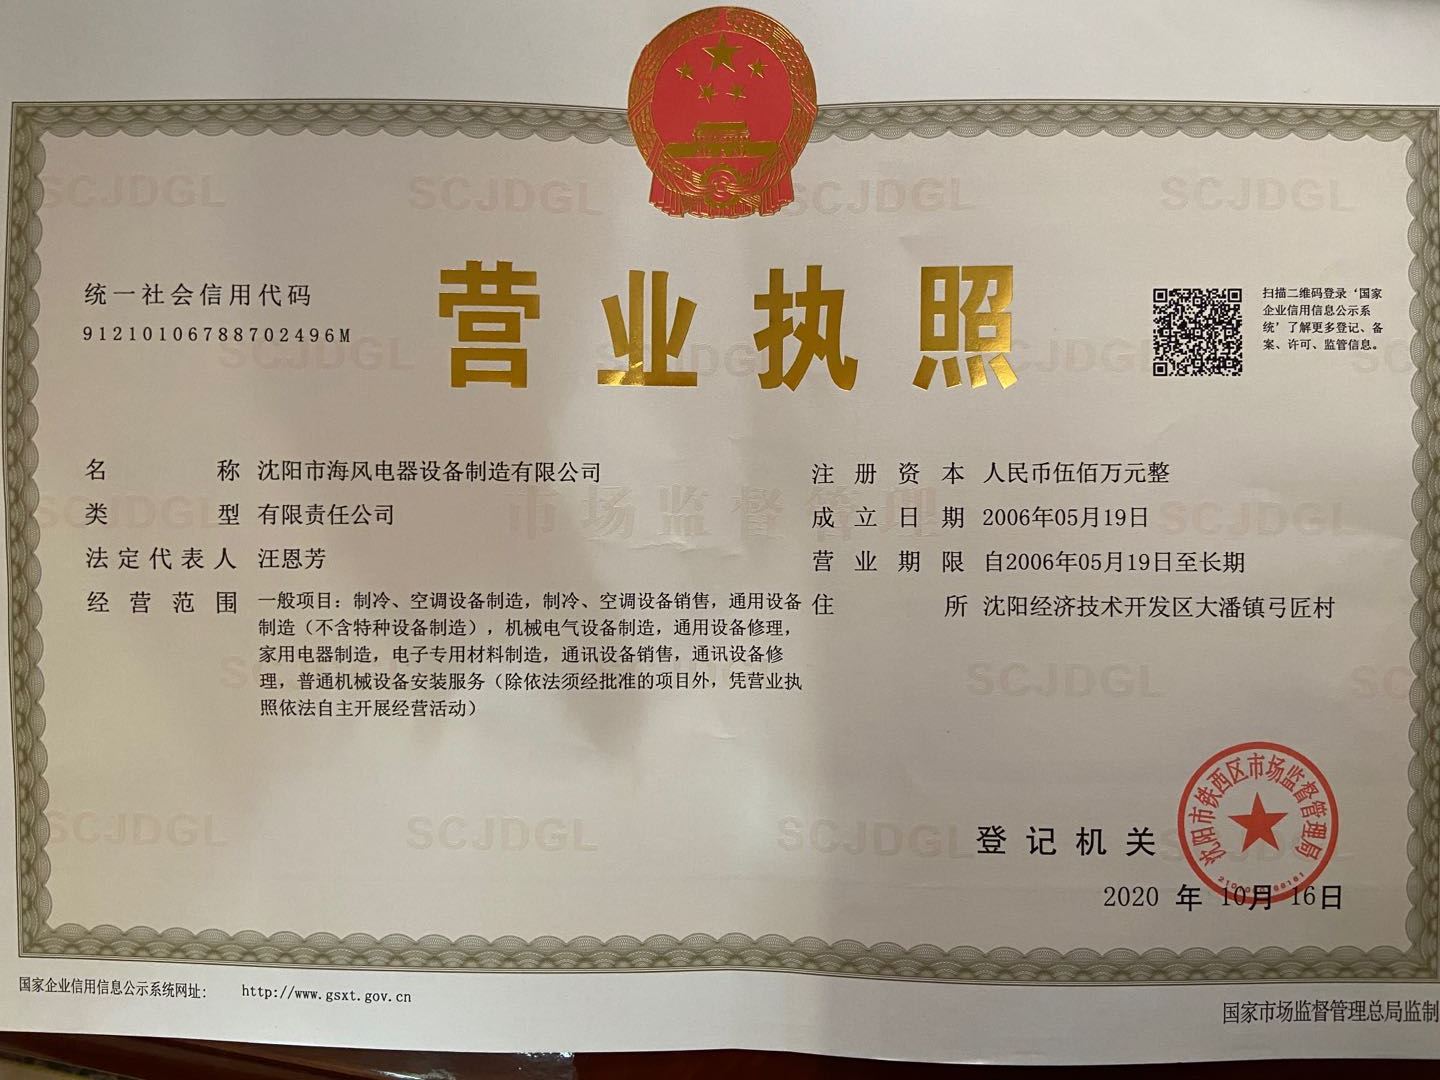 营业执照
统一社会信用代码
91210106788702496M
扫描二维码登录‘国家
企业信用信息公示系
统’了解更多登记、备
案、许可、监管信息。
名称 沈阳市海风电器设备制造有限公司
类型 有限责任公司
法定代表人 汪恩芳
经营范围 一般项目：制冷、空调设备制造，制冷、空调设备销售，通用设备
制造（不含特种设备制造），机械电气设备制造，通用设备修理，
家用电器制造，电子专用材料制造，通讯设备销售，通讯设备修
理，普通机械设备安装服务（除依法须经批准的项目外，凭营业执
照依法自主开展经营活动）
注册资本 人民币伍佰万元整
成立日期 2006年05月19日
营业期限 自2006年05月19日至长期
住所 沈阳经济技术开发区大潘镇弓匠村
市场监督管理
SCJDGL
登记机关
沈阳市铁西区市场监督管理局
2020 年 10月 16日
国家企业信用信息公示系统网址： http://www.gsxt.gov.cn
国家市场监督管理总局监制